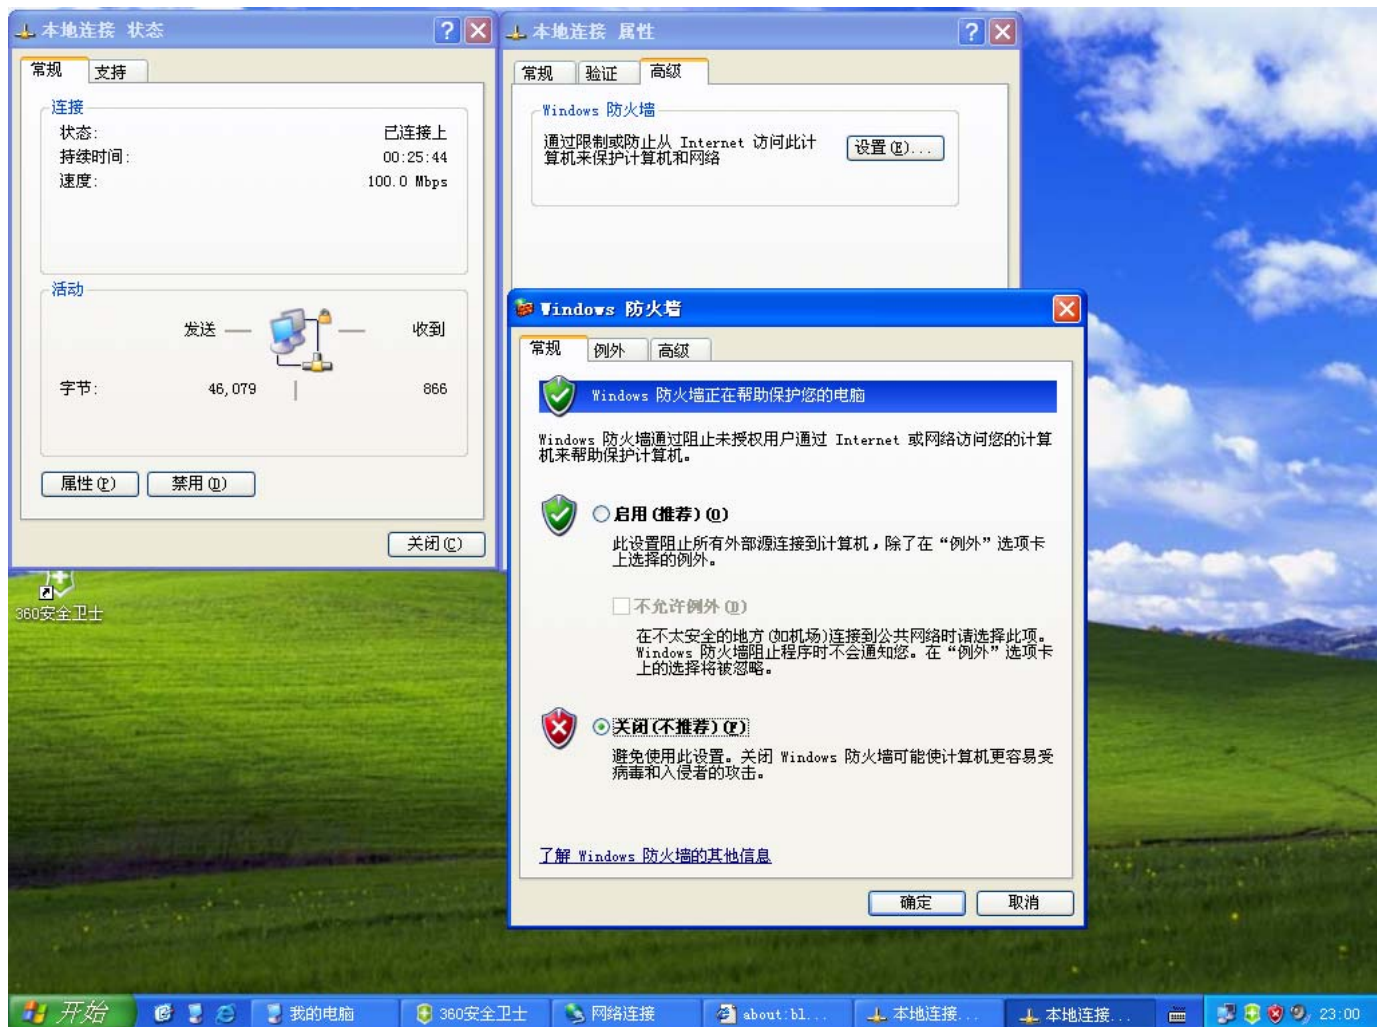 本地连接 状态
常规 支持
连接
状态: 已连接上
持续时间: 00:25:44
速度: 100.0 Mbps
活动
发送 收到
字节: 46,079 866
属性(P) 禁用(D)
关闭(C)
本地连接 属性
常规 验证 高级
Windows 防火墙
通过限制或防止从 Internet 访问此计
算机来保护计算机和网络
设置(E)...
Windows 防火墙
常规 例外 高级
Windows 防火墙正在帮助保护您的电脑
Windows 防火墙通过阻止未授权用户通过 Internet 或网络访问您的计算
机来帮助保护计算机。
启用(推荐)(O)
此设置阻止所有外部源连接到计算机，除了在“例外”选项卡
上选择的例外。
不允许例外(D)
在不太安全的地方(如机场)连接到公共网络时请选择此项。
Windows 防火墙阻止程序时不会通知您。在“例外”选项卡
上的选择将被忽略。
关闭(不推荐)(F)
避免使用此设置。关闭 Windows 防火墙可能使计算机更容易受
病毒和入侵者的攻击。
了解 Windows 防火墙的其他信息
确定 取消
360安全卫士
开始 我的电脑 360安全卫士 网络连接 about:bl... 本地连接... 本地连接... 23:00